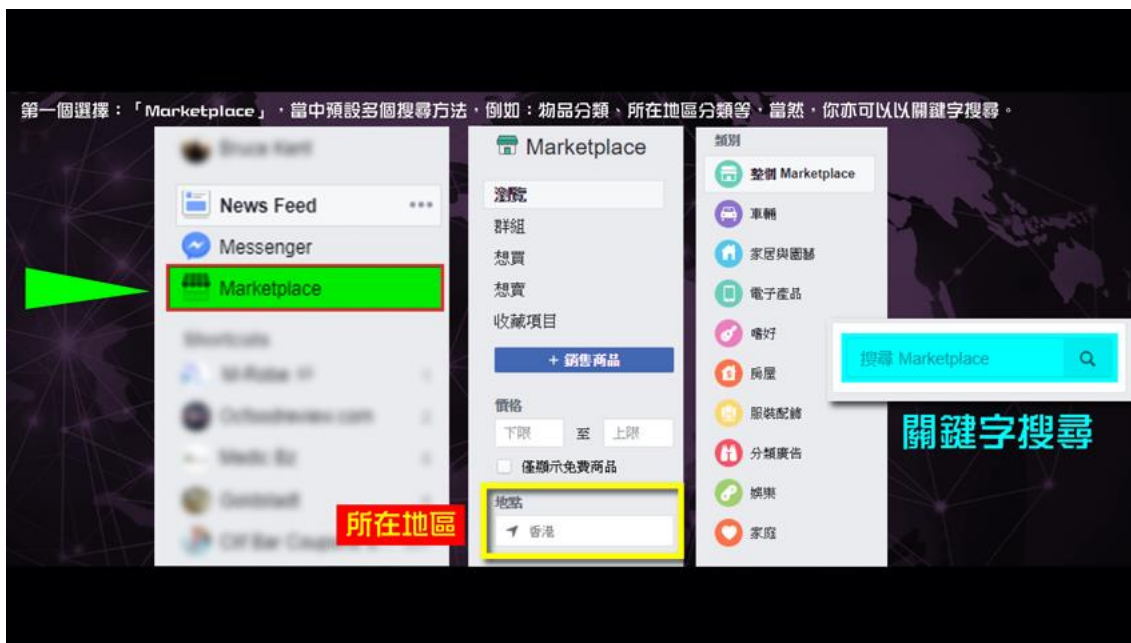 第一個選擇：「Marketplace」，當中預設多個搜尋方法，例如：物品分類、所在地區分類等，當然，你亦可以以關鍵字搜尋。
News Feed
Messenger
Marketplace
所在地區
Marketplace
瀏覽
群組
想買
想賣
收藏項目
+ 銷售商品
價格
下限 至 上限
僅顯示免費商品
地點
香港
類別
整個 Marketplace
車輛
家居與園藝
電子產品
嗜好
房屋
服裝配飾
分類廣告
娛樂
家庭
搜尋 Marketplace
關鍵字搜尋